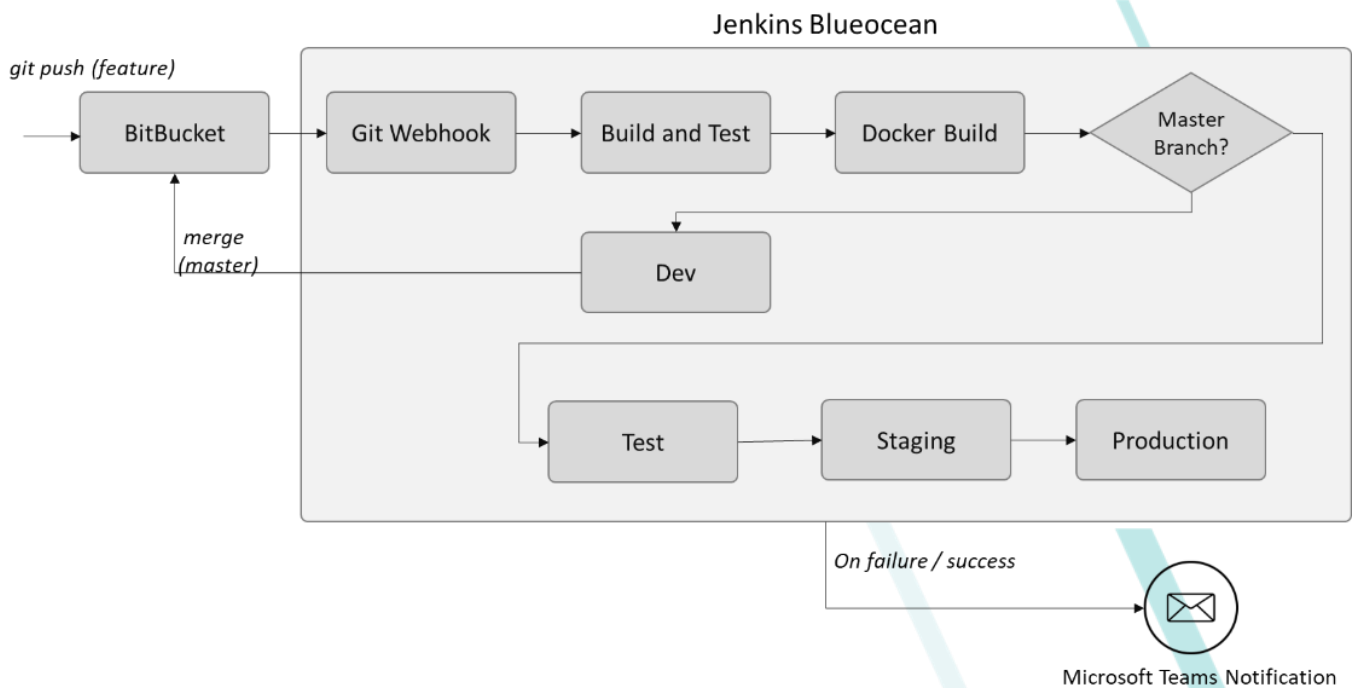 Jenkins Blueocean
git push (feature)
BitBucket
Git Webhook
Build and Test
Docker Build
Master
Branch?
merge
(master)
Dev
Test
Staging
Production
On failure / success
Microsoft Teams Notification